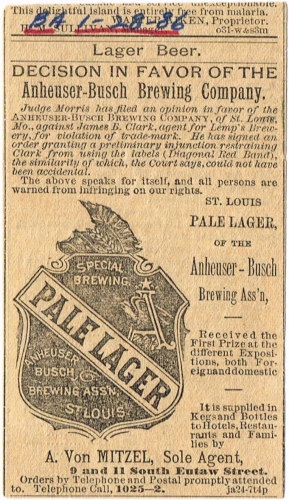 This delightful island is entirely free from malaria.
BA 1-28-86
KEN, Proprietor.
o31-w&s3m
Lager Beer.
DECISION IN FAVOR OF THE
Anheuser-Busch Brewing Company.
Judge Morris has filed an opinion in favor of the
ANHEUSER-BUSCH BREWING COMPANY, of St. Louis,
Mo., against James E. Clark, agent for Lemp's Brew-
ery, for violation of trade-mark. He has signed an
order granting a preliminary injunction restraining
Clark from using the labels (Diagonal Red Band),
the similarity of which, the Court says, could not have
been accidental.
The above speaks for itself, and all persons are
warned from infringing on our rights.
ST. LOUIS
PALE LAGER,
OF THE
Anheuser-Busch
Brewing Ass'n,
Received the
First Prize at the
different Exposi-
tions, both For-
eign and domestic
It is supplied in
Kegs and Bottles
to Hotels, Restau-
rants and Fami-
lies by
SPECIAL
BREWING.
PALE LAGER
ANHEUSER
BUSCH
BREWING ASS'N.
ST. LOUIS.
A. Von MITZEL, Sole Agent,
9 and 11 South Eutaw Street.
Orders by Telephone and Postal promptly attended
to. Telephone Call, 1025-2. ja24-74tp